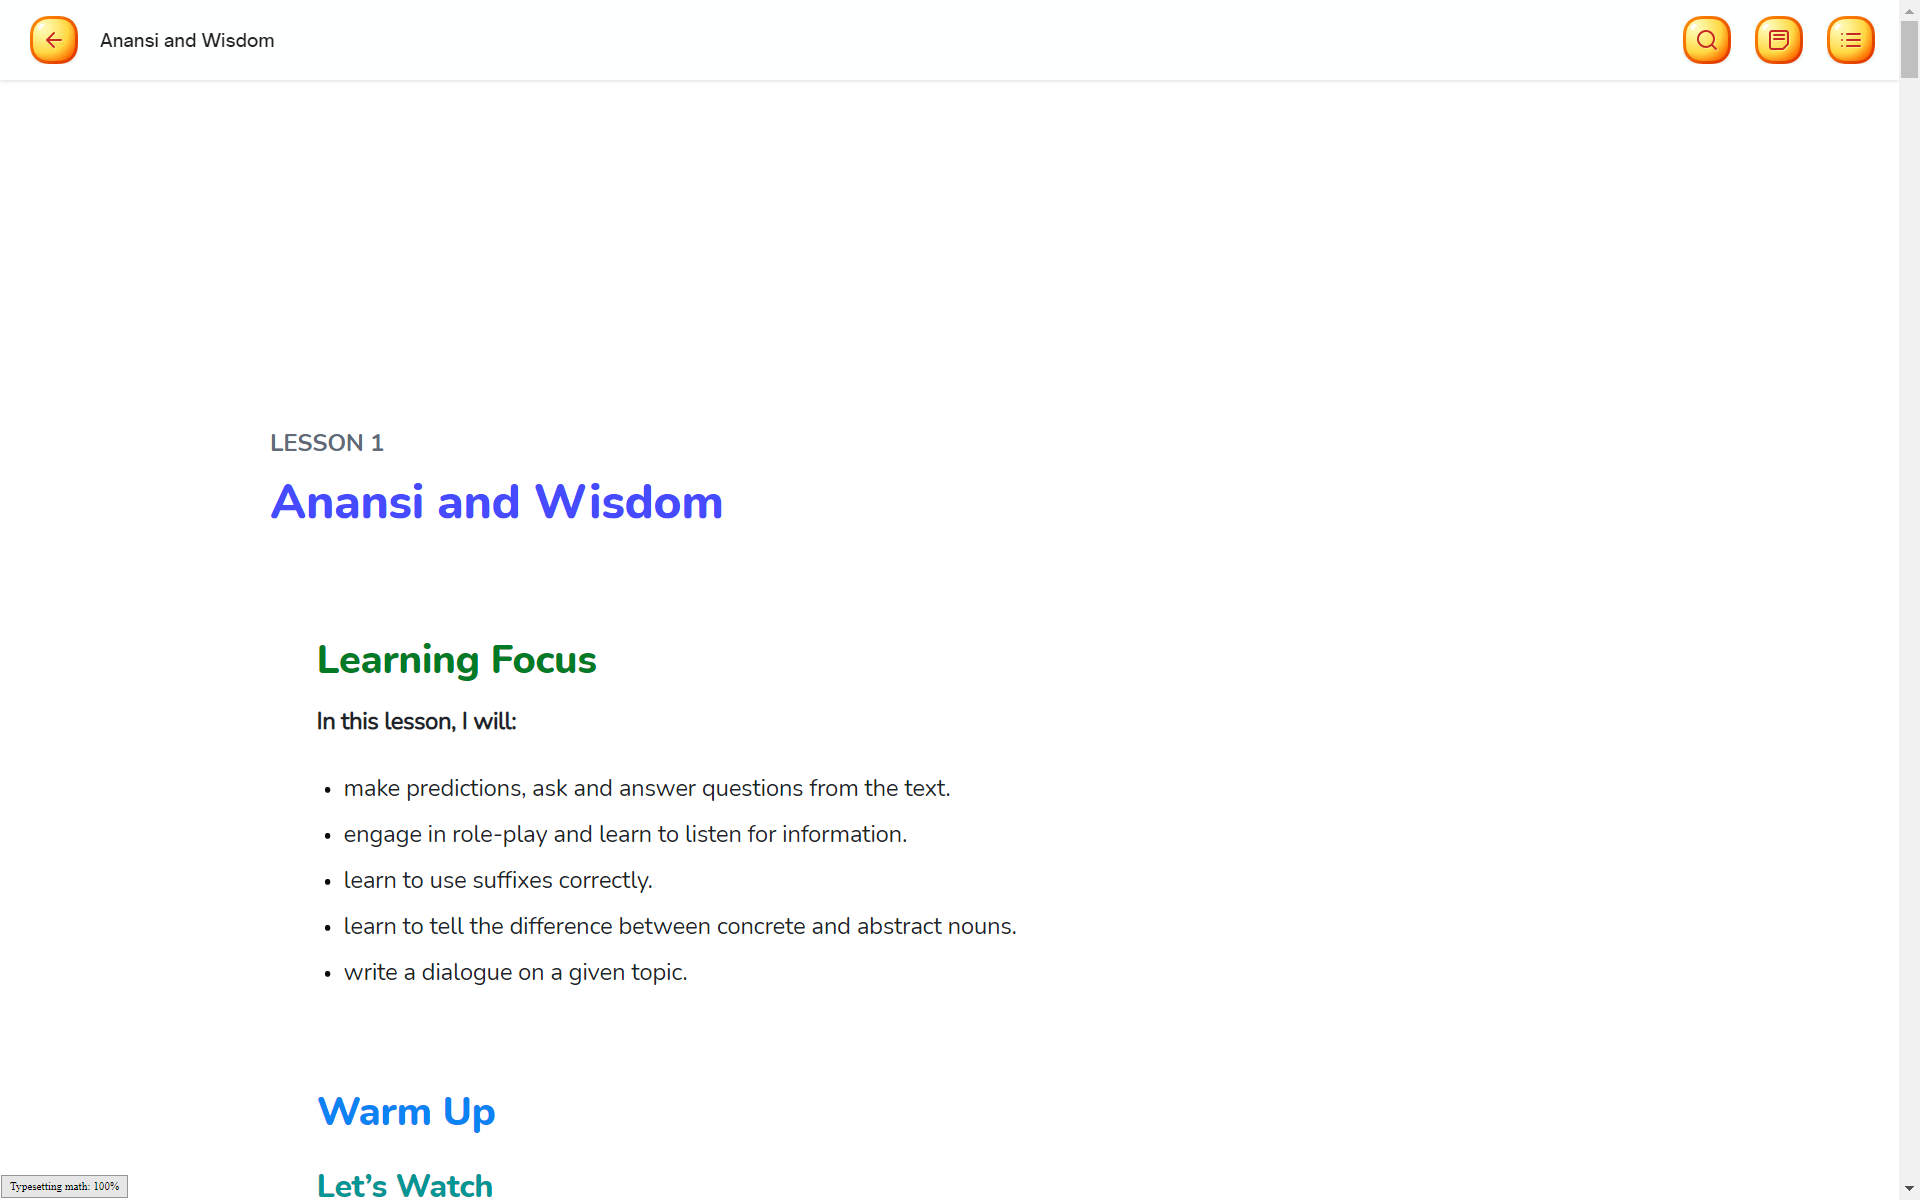 Anansi and Wisdom
LESSON 1
Anansi and Wisdom
Learning Focus
In this lesson, I will:
• make predictions, ask and answer questions from the text.
• engage in role-play and learn to listen for information.
• learn to use suffixes correctly.
• learn to tell the difference between concrete and abstract nouns.
• write a dialogue on a given topic.
Warm Up
Let’s Watch
Typesetting math: 100%